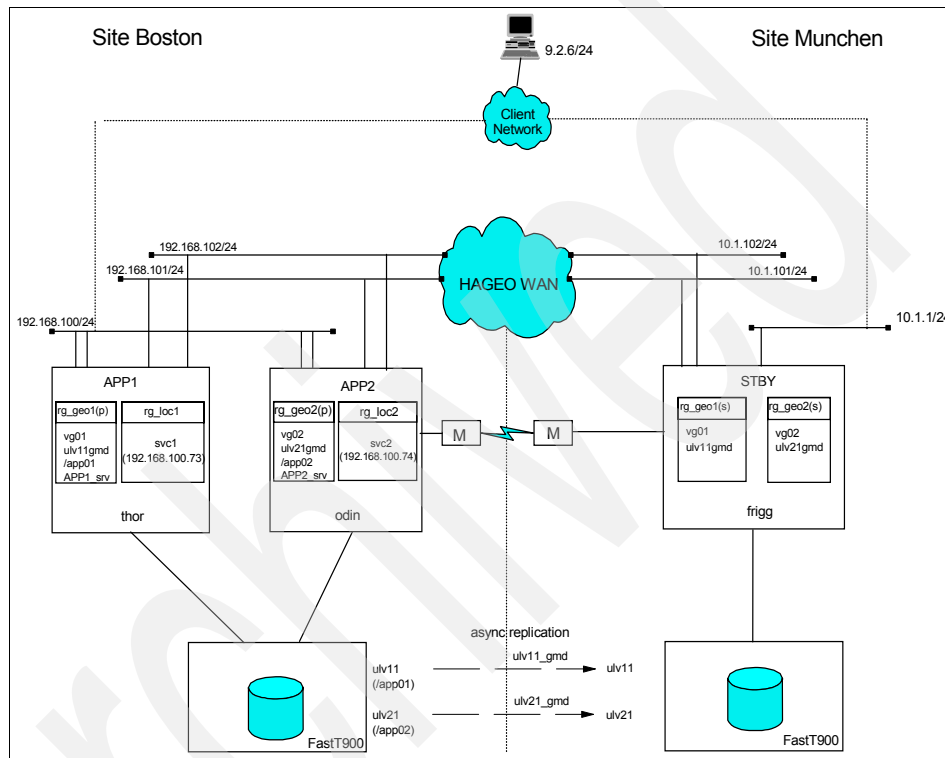 Site Boston
Site Munchen
9.2.6/24
Client
Network
192.168.102/24
10.1.102/24
192.168.101/24
HAGEO WAN
10.1.101/24
192.168.100/24
10.1.1/24
APP1
rg_geo1(p)
vg01
ulv11gmd
/app01
APP1_srv
rg_loc1
svc1
(192.168.100.73)
thor
APP2
rg_geo2(p)
vg02
ulv21gmd
/app02
APP2_srv
rg_loc2
svc2
(192.168.100.74)
odin
M
M
STBY
rg_geo1(s)
vg01
ulv11gmd
rg_geo2(s)
vg02
ulv21gmd
frigg
async replication
ulv11
(/app01)
ulv11_gmd
ulv11
ulv21
(/app02)
ulv21_gmd
ulv21
FastT900
FastT900
rchived